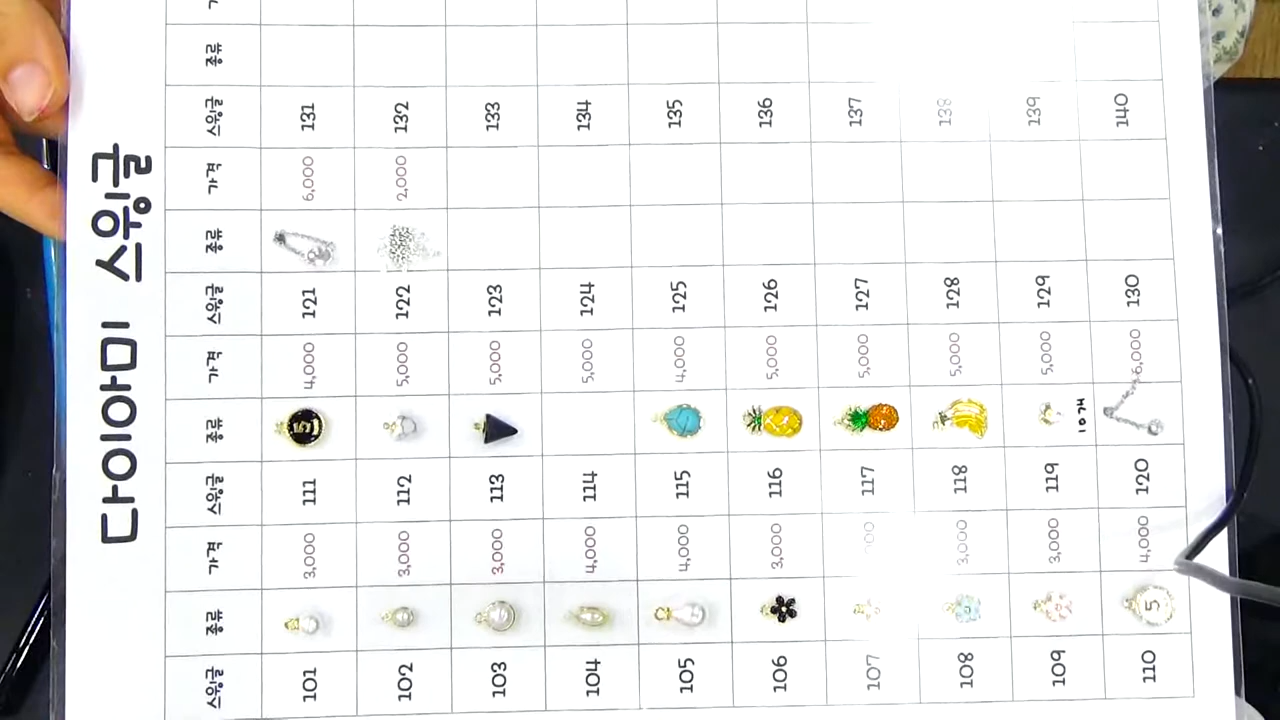 다이아미 스윙글
스윙글 종류 가격 스윙글 종류 가격 스윙글 종류 가격 스윙글 종류
101 3,000 111 5 4,000 121 6,000 131
102 3,000 112 5,000 122 2,000 132
103 3,000 113 5,000 123 133
104 4,000 114 5,000 124 134
105 4,000 115 4,000 125 135
106 3,000 116 5,000 126 136
107 117 5,000 127 137
108 3,000 118 5,000 128 138
109 3,000 119 10개 5,000 129 139
110 5 4,000 120 6,000 130 140